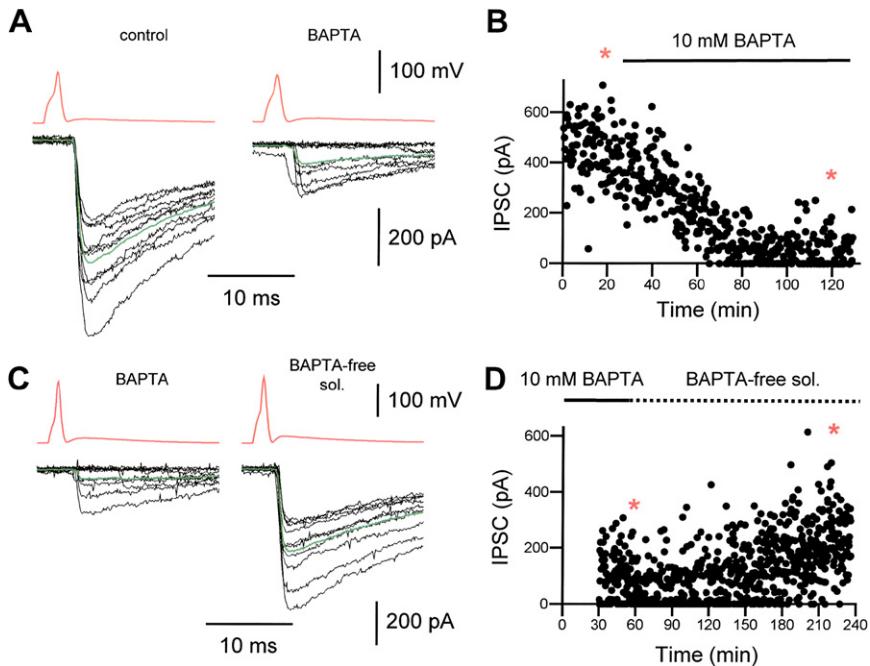 A
control
BAPTA
100 mV
200 pA
10 ms
B
10 mM BAPTA
*
*
IPSC (pA)
600
400
200
0
0 20 40 60 80 100 120
Time (min)
C
BAPTA
BAPTA-free
sol.
100 mV
200 pA
10 ms
D
10 mM BAPTA
BAPTA-free sol.
*
*
IPSC (pA)
600
400
200
0
0 30 60 90 120 150 180 210 240
Time (min)